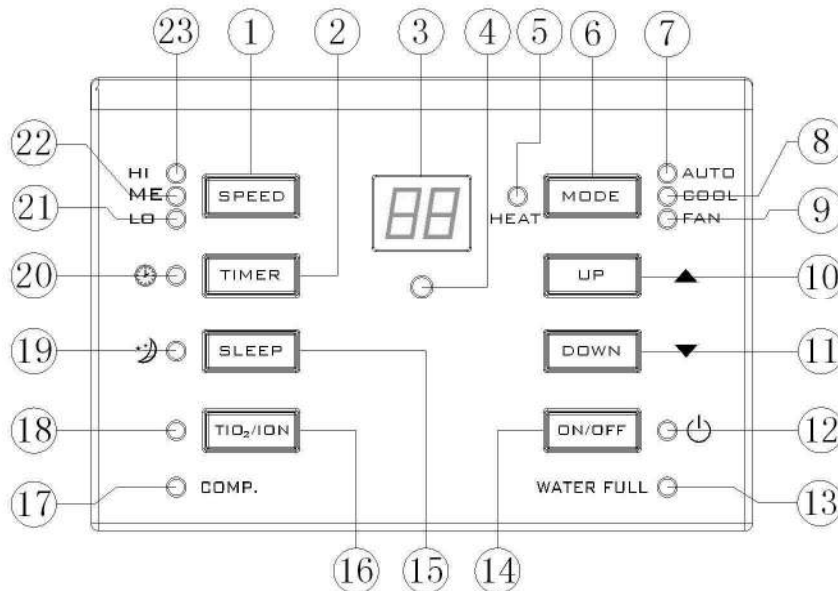 23 1 2 3 4 5 6 7
HI AUTO
22 ME SPEED 88 MODE COOL 8
21 LO HEAT FAN 9
20 TIMER UP ▲ 10
19 SLEEP DOWN ▼ 11
18 TIO₂/ION ON/OFF 12
17 COMP. WATER FULL 13
16 15 14